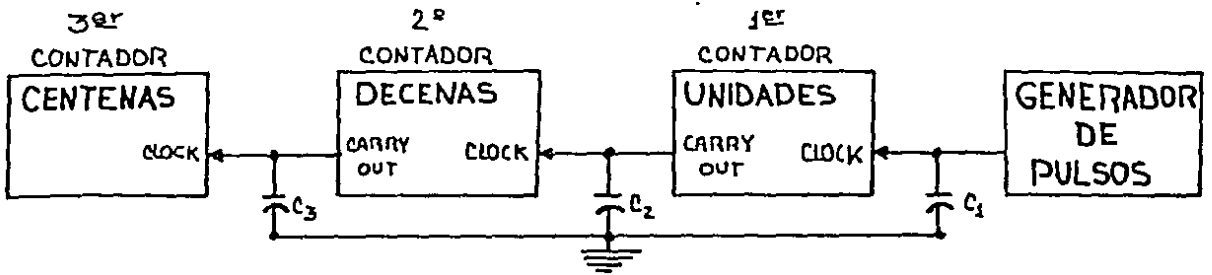 3er
CONTADOR
CENTENAS
CLOCK
2º
CONTADOR
DECENAS
CARRY
OUT
CLOCK
1er
CONTADOR
UNIDADES
CARRY
OUT
CLOCK
GENERADOR
DE
PULSOS
C3
C2
C1